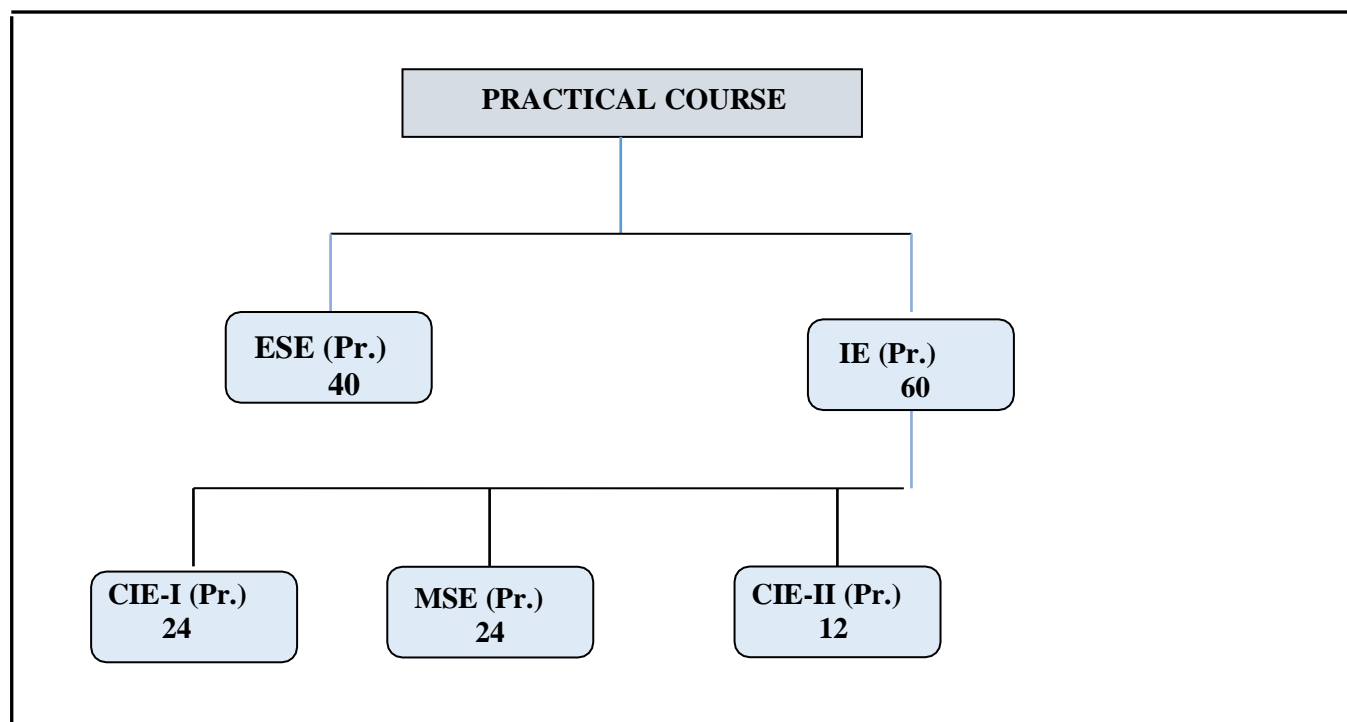 PRACTICAL COURSE
ESE (Pr.)
40
IE (Pr.)
60
CIE-I (Pr.)
24
MSE (Pr.)
24
CIE-II (Pr.)
12